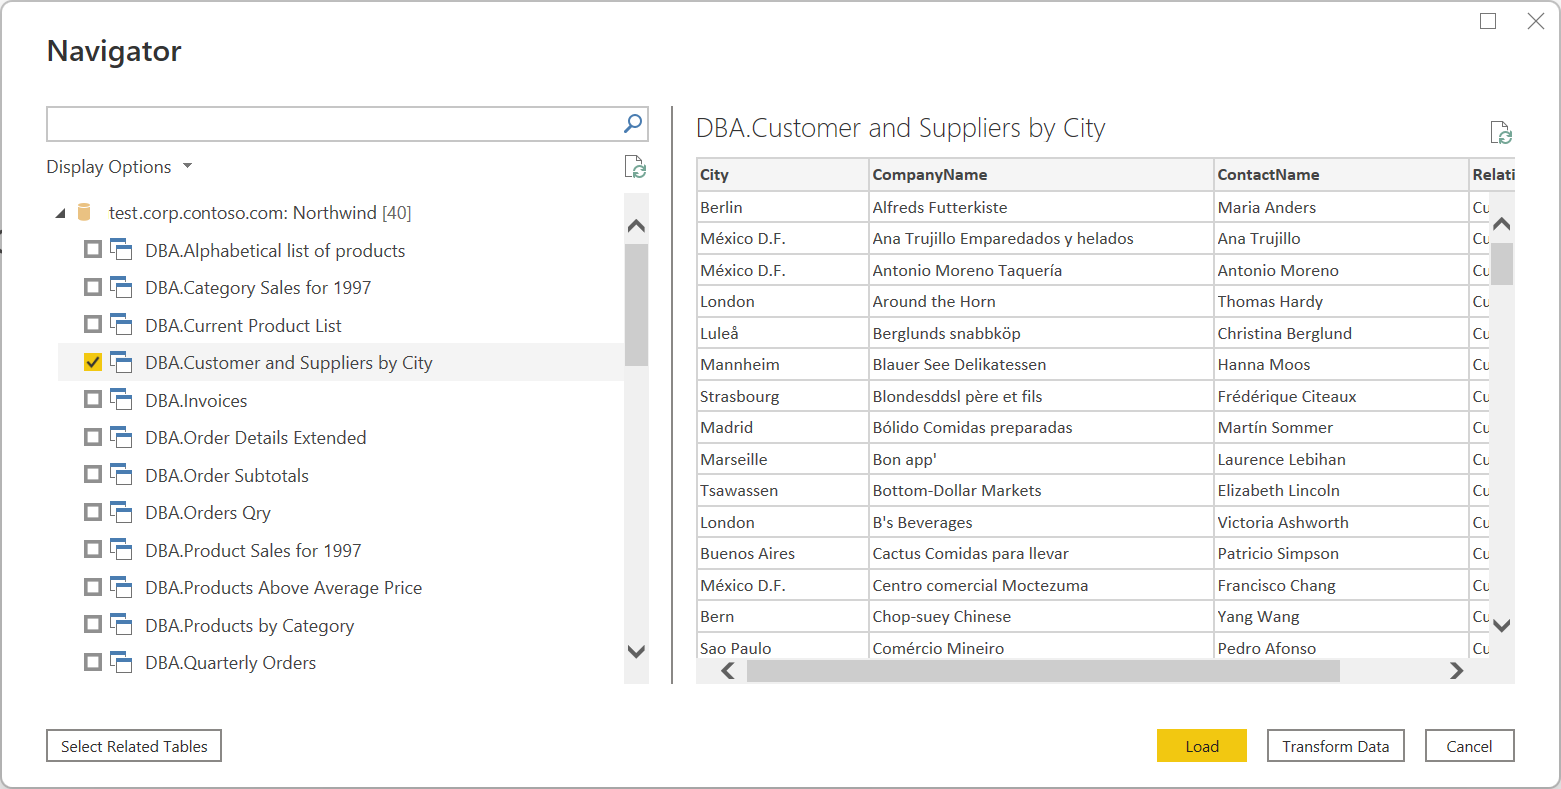 Navigator
Display Options
test.corp.contoso.com: Northwind [40]
DBA.Alphabetical list of products
DBA.Category Sales for 1997
DBA.Current Product List
DBA.Customer and Suppliers by City
DBA.Invoices
DBA.Order Details Extended
DBA.Order Subtotals
DBA.Orders Qry
DBA.Product Sales for 1997
DBA.Products Above Average Price
DBA.Products by Category
DBA.Quarterly Orders
DBA.Customer and Suppliers by City
City CompanyName ContactName Relati
Berlin Alfreds Futterkiste Maria Anders Cu
México D.F. Ana Trujillo Emparedados y helados Ana Trujillo Cu
México D.F. Antonio Moreno Taquería Antonio Moreno Cu
London Around the Horn Thomas Hardy Cu
Luleå Berglunds snabbköp Christina Berglund Cu
Mannheim Blauer See Delikatessen Hanna Moos Cu
Strasbourg Blondesddsl père et fils Frédérique Citeaux Cu
Madrid Bólido Comidas preparadas Martín Sommer Cu
Marseille Bon app' Laurence Lebihan Cu
Tsawassen Bottom-Dollar Markets Elizabeth Lincoln Cu
London B's Beverages Victoria Ashworth Cu
Buenos Aires Cactus Comidas para llevar Patricio Simpson Cu
México D.F. Centro comercial Moctezuma Francisco Chang Cu
Bern Chop-suey Chinese Yang Wang Cu
Sao Paulo Comércio Mineiro Pedro Afonso Cu
Select Related Tables Load Transform Data Cancel